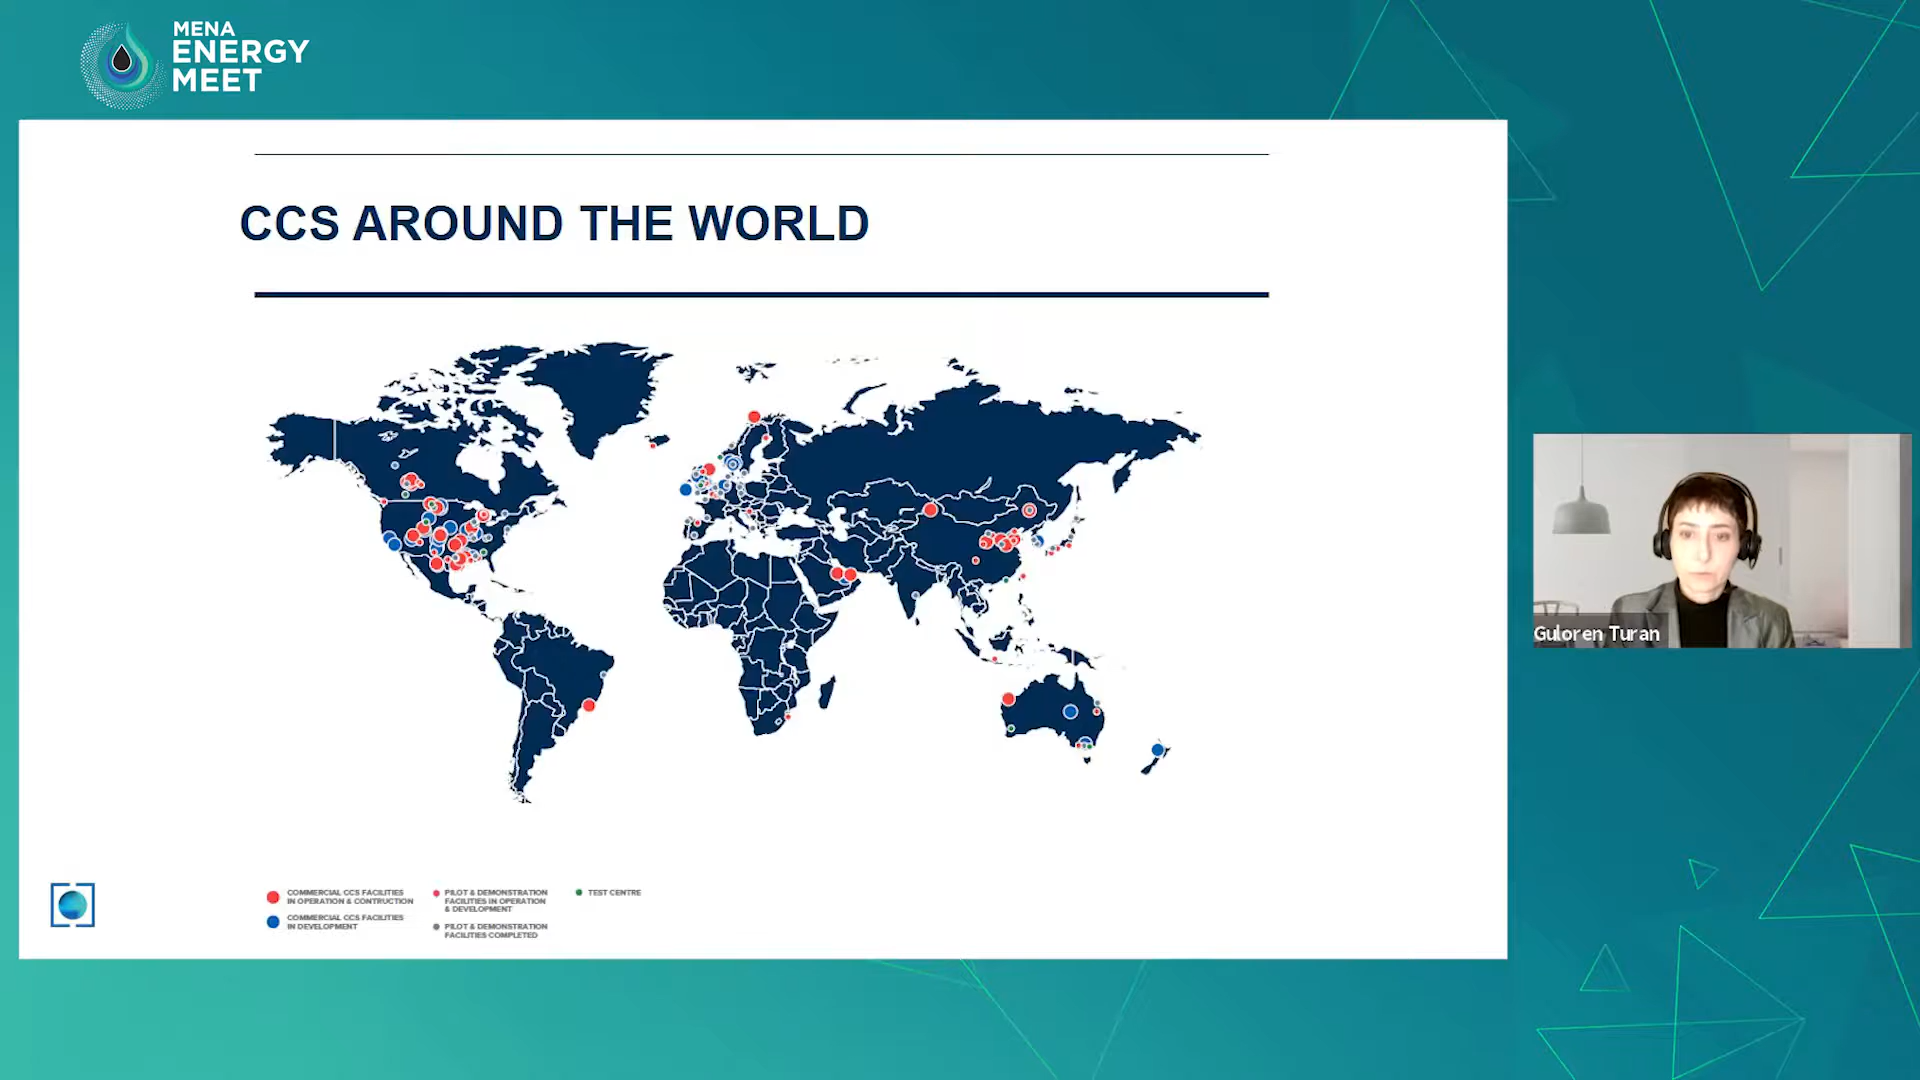 MENA
ENERGY
MEET
CCS AROUND THE WORLD
Guloren Turan
COMMERCIAL CCS FACILITIES
IN OPERATION & CONTRUCTION
COMMERCIAL CCS FACILITIES
IN DEVELOPMENT
PILOT & DEMONSTRATION
FACILITIES IN OPERATION
& DEVELOPMENT
PILOT & DEMONSTRATION
FACILITIES COMPLETED
TEST CENTRE